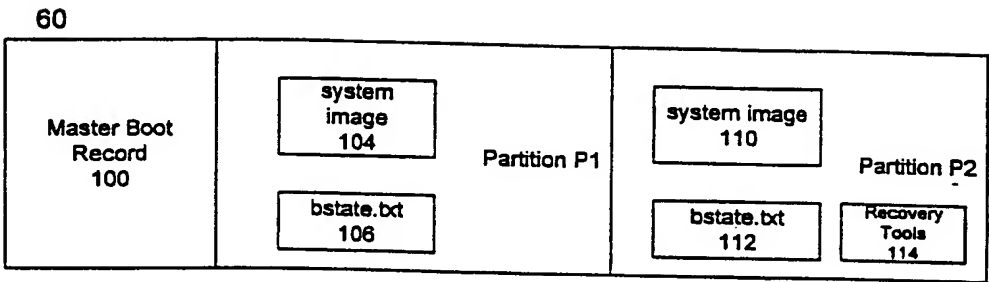 60
Master Boot
Record
100
system
image
104
Partition P1
bstate.txt
106
system image
110
Partition P2
bstate.txt
112
Recovery
Tools
114